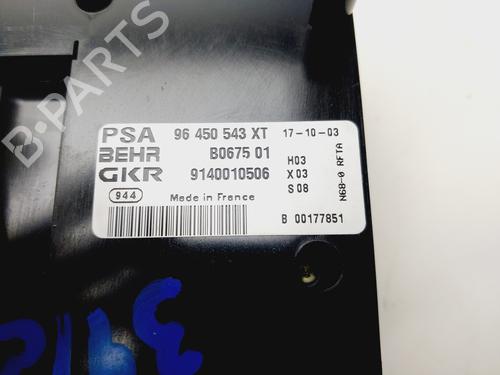 PSA 96 450 543 XT 17-10-03
BEHR B0675 01 H03
GKR 9140010506 X03
S08
N68-0 RFTA
944 Made in France
B 00177851
B-PARTS